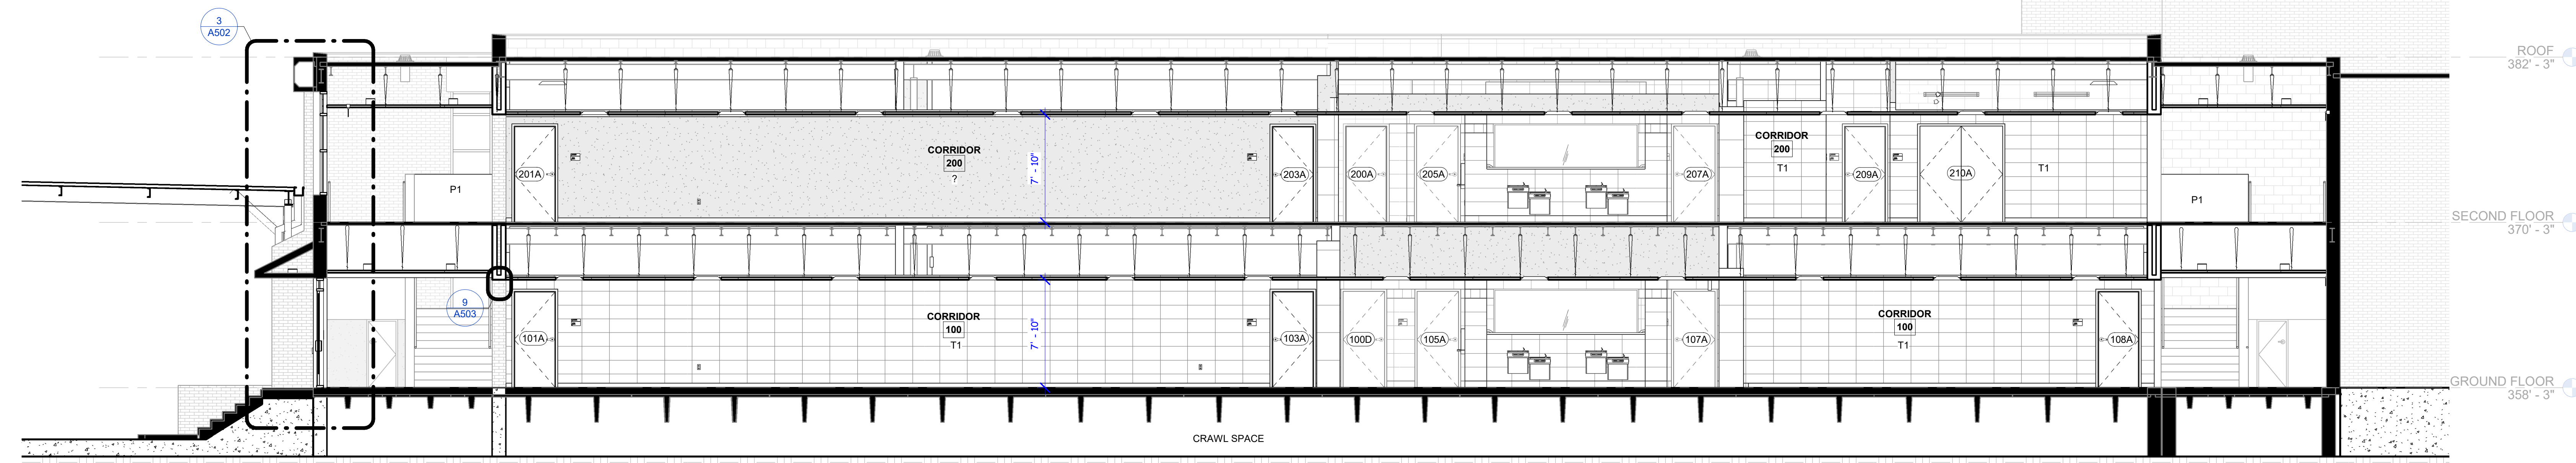 3
A502
ROOF
382' - 3"
CORRIDOR
200
?
7' - 10"
CORRIDOR
200
T1
T1
201A
203A
200A
205A
207A
209A
210A
P1
P1
SECOND FLOOR
370' - 3"
9
A503
CORRIDOR
100
T1
7' - 10"
CORRIDOR
100
T1
101A
103A
100D
105A
107A
108A
GROUND FLOOR
358' - 3"
CRAWL SPACE